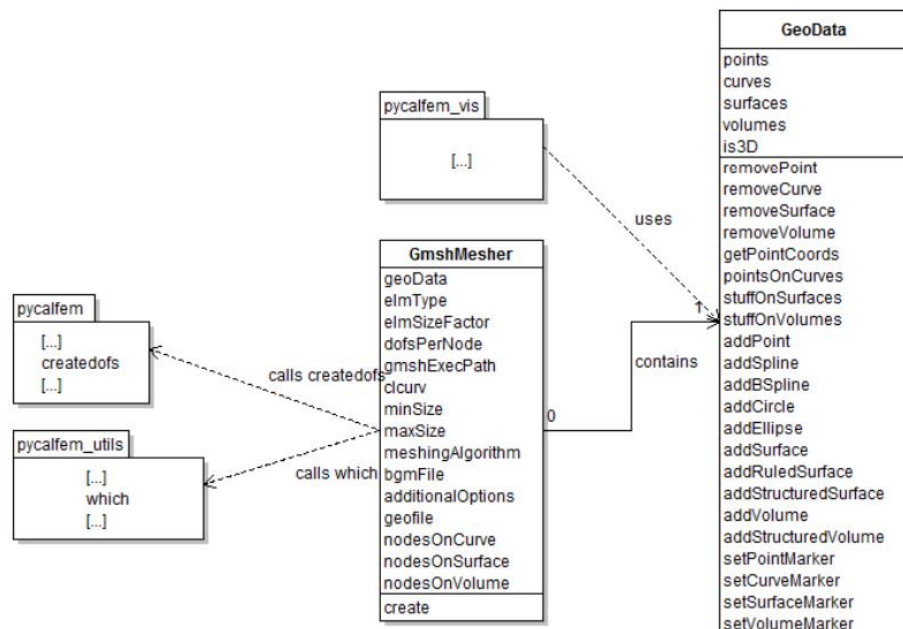 GeoData
points
curves
surfaces
volumes
is3D
removePoint
removeCurve
removeSurface
removeVolume
getPointCoords
pointsOnCurves
stuffOnSurfaces
stuffOnVolumes
addPoint
addSpline
addBSpline
addCircle
addEllipse
addSurface
addRuledSurface
addStructuredSurface
addVolume
addStructuredVolume
setPointMarker
setCurveMarker
setSurfaceMarker
setVolumeMarker
pycalfem_vis
[...]
uses
GmshMesher
geoData
elmType
elmSizeFactor
dofsPerNode
gmshExecPath
clcurv
minSize
maxSize
meshingAlgorithm
bgmFile
additionalOptions
geofile
nodesOnCurve
nodesOnSurface
nodesOnVolume
create
1
contains
0
pycalfem
[...]
createdofs
[...]
calls createdofs
pycalfem_utils
[...]
which
[...]
calls which